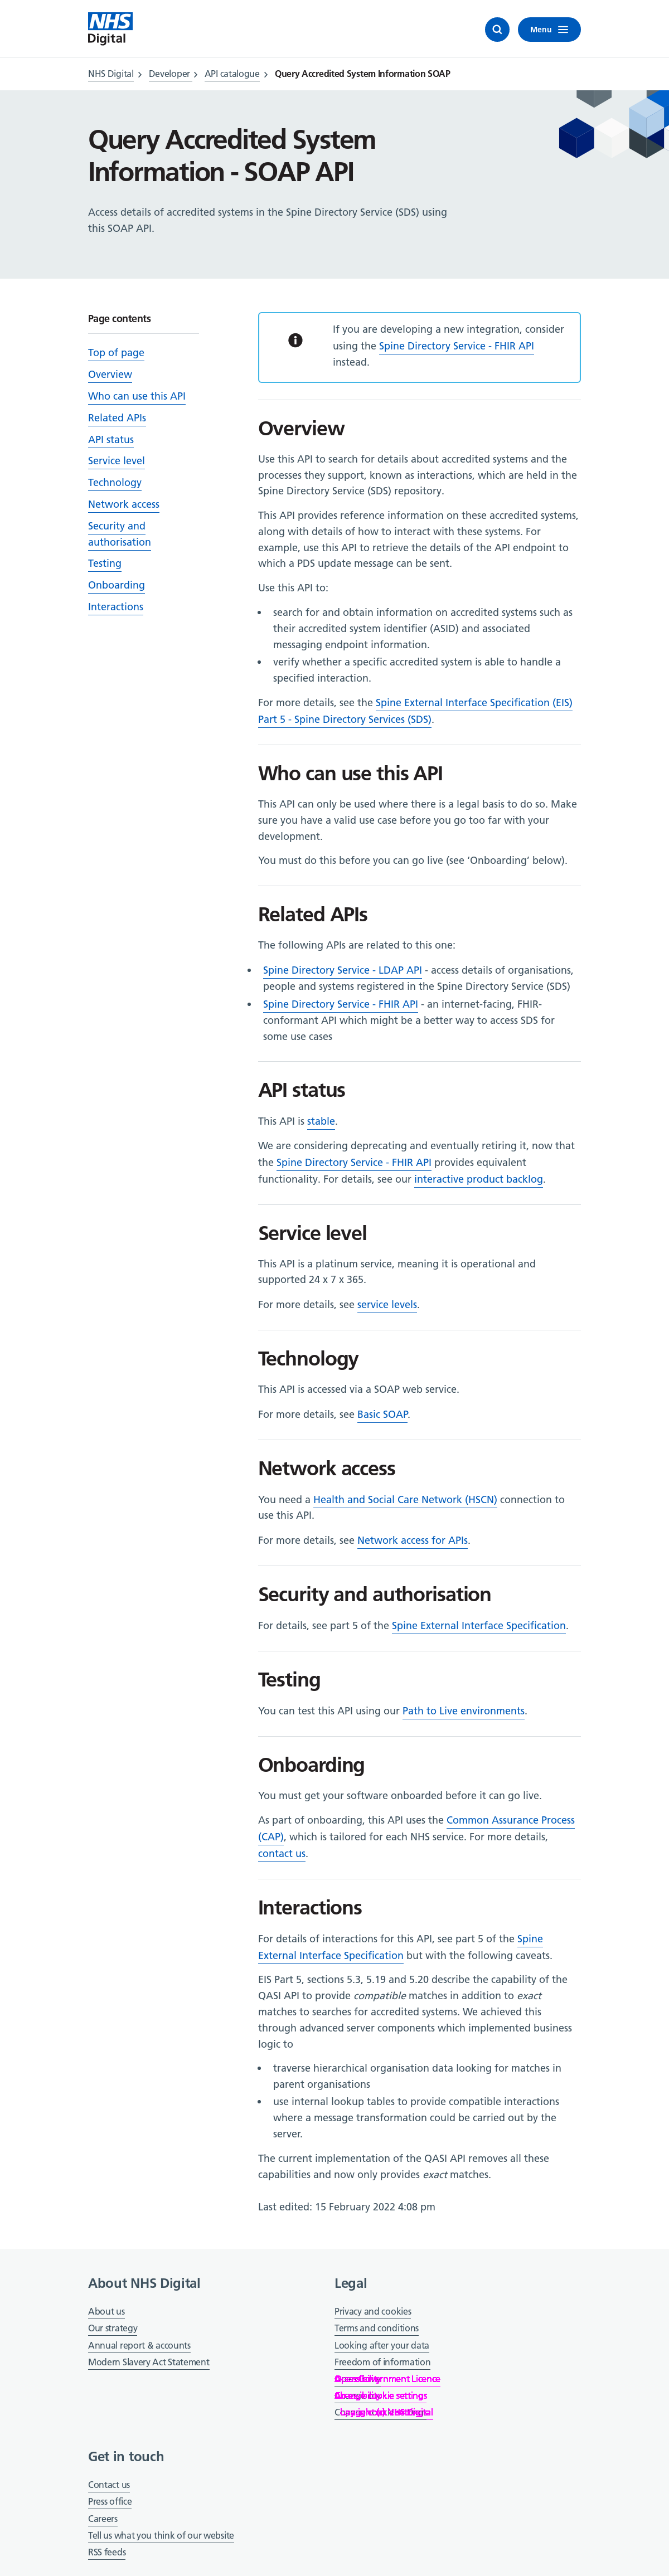 NHS
Digital
Menu
NHS Digital > Developer > API catalogue > Query Accredited System Information SOAP
Query Accredited System
Information - SOAP API
Access details of accredited systems in the Spine Directory Service (SDS) using
this SOAP API.
Page contents
Top of page
Overview
Who can use this API
Related APIs
API status
Service level
Technology
Network access
Security and
authorisation
Testing
Onboarding
Interactions
If you are developing a new integration, consider
using the Spine Directory Service - FHIR API
instead.
Overview
Use this API to search for details about accredited systems and the
processes they support, known as interactions, which are held in the
Spine Directory Service (SDS) repository.
This API provides reference information on these accredited systems,
along with details of how to interact with these systems. For
example, use this API to retrieve the details of the API endpoint to
which a PDS update message can be sent.
Use this API to:
• search for and obtain information on accredited systems such as
their accredited system identifier (ASID) and associated
messaging endpoint information.
• verify whether a specific accredited system is able to handle a
specified interaction.
For more details, see the Spine External Interface Specification (EIS)
Part 5 - Spine Directory Services (SDS).
Who can use this API
This API can only be used where there is a legal basis to do so. Make
sure you have a valid use case before you go too far with your
development.
You must do this before you can go live (see ‘Onboarding’ below).
Related APIs
The following APIs are related to this one:
• Spine Directory Service - LDAP API - access details of organisations,
people and systems registered in the Spine Directory Service (SDS)
• Spine Directory Service - FHIR API - an internet-facing, FHIR-
conformant API which might be a better way to access SDS for
some use cases
API status
This API is stable.
We are considering deprecating and eventually retiring it, now that
the Spine Directory Service - FHIR API provides equivalent
functionality. For details, see our interactive product backlog.
Service level
This API is a platinum service, meaning it is operational and
supported 24 x 7 x 365.
For more details, see service levels.
Technology
This API is accessed via a SOAP web service.
For more details, see Basic SOAP.
Network access
You need a Health and Social Care Network (HSCN) connection to
use this API.
For more details, see Network access for APIs.
Security and authorisation
For details, see part 5 of the Spine External Interface Specification.
Testing
You can test this API using our Path to Live environments.
Onboarding
You must get your software onboarded before it can go live.
As part of onboarding, this API uses the Common Assurance Process
(CAP), which is tailored for each NHS service. For more details,
contact us.
Interactions
For details of interactions for this API, see part 5 of the Spine
External Interface Specification but with the following caveats.
EIS Part 5, sections 5.3, 5.19 and 5.20 describe the capability of the
QASI API to provide compatible matches in addition to exact
matches to searches for accredited systems. We achieved this
through advanced server components which implemented business
logic to
• traverse hierarchical organisation data looking for matches in
parent organisations
• use internal lookup tables to provide compatible interactions
where a message transformation could be carried out by the
server.
The current implementation of the QASI API removes all these
capabilities and now only provides exact matches.
Last edited: 15 February 2022 4:08 pm
About NHS Digital
About us
Our strategy
Annual report & accounts
Modern Slavery Act Statement
Legal
Privacy and cookies
Terms and conditions
Looking after your data
Freedom of information
Get in touch
Contact us
Press office
Careers
Tell us what you think of our website
RSS feeds